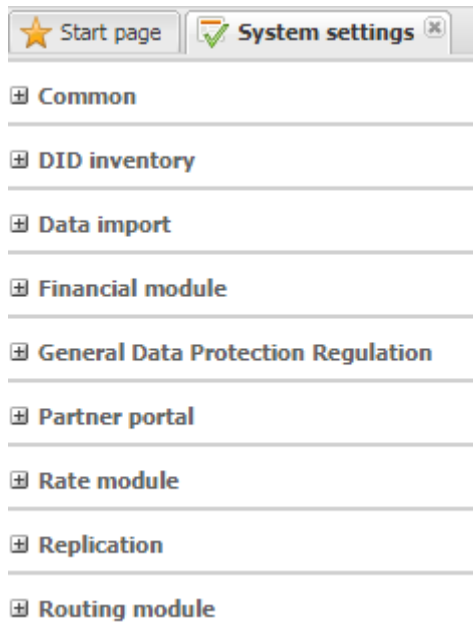 Start page
System settings
Common
DID inventory
Data import
Financial module
General Data Protection Regulation
Partner portal
Rate module
Replication
Routing module